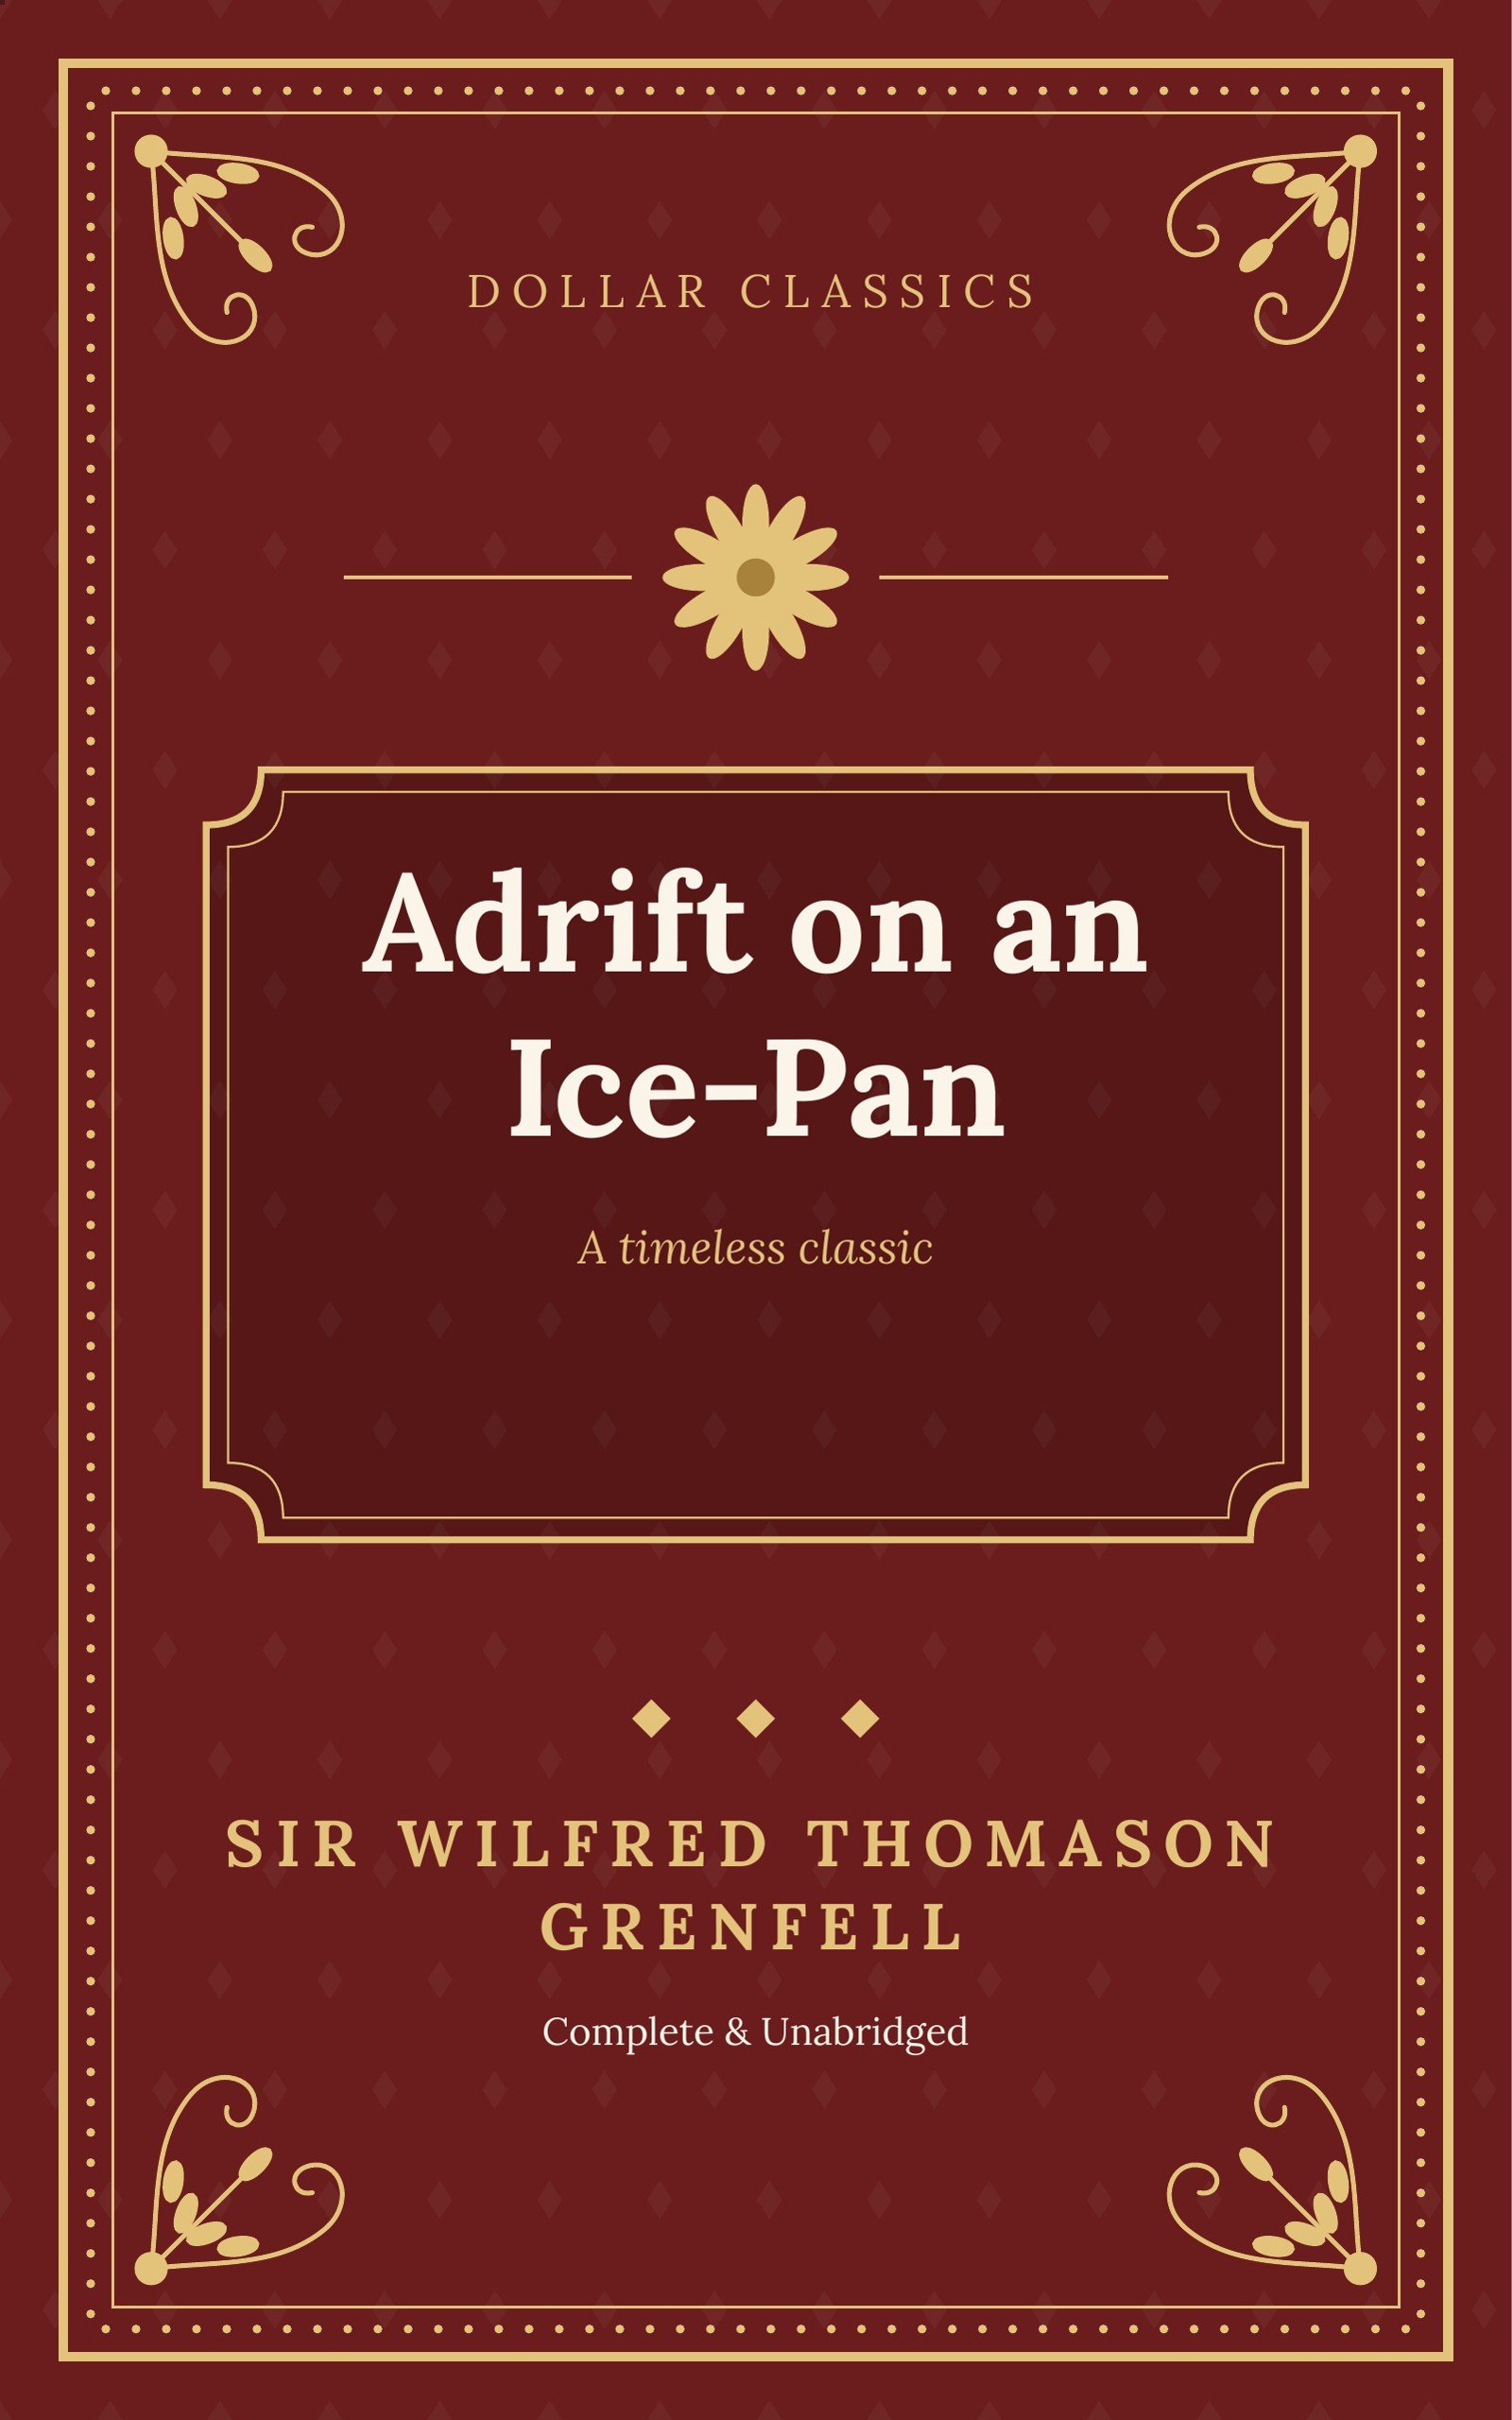 DOLLAR CLASSICS
Adrift on an
Ice-Pan
A timeless classic
SIR WILFRED THOMASON
GRENFELL
Complete & Unabridged